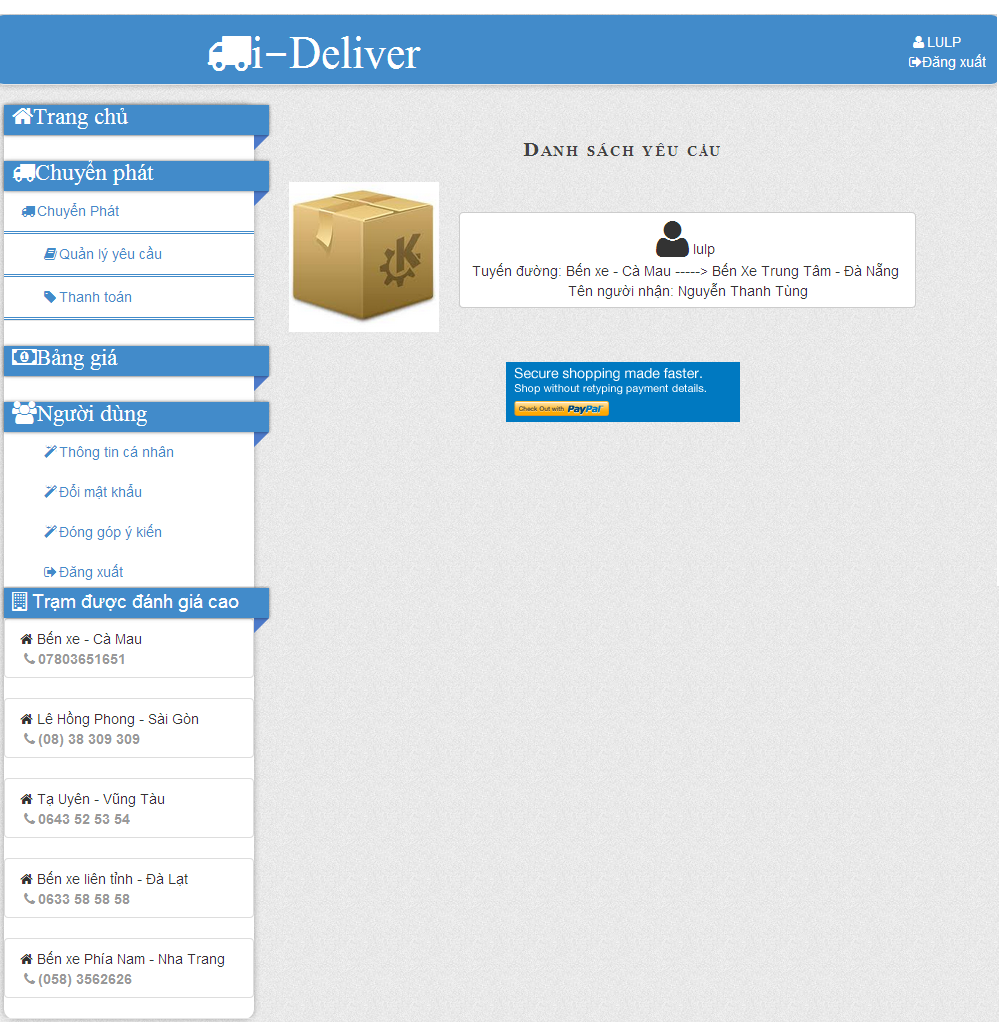 i-Deliver
LULP
Đăng xuất
Trang chủ
Chuyển phát
Chuyển Phát
Quản lý yêu cầu
Thanh toán
Bảng giá
Người dùng
Thông tin cá nhân
Đổi mật khẩu
Đóng góp ý kiến
Đăng xuất
Trạm được đánh giá cao
Bến xe - Cà Mau
07803651651
Lê Hồng Phong - Sài Gòn
(08) 38 309 309
Tạ Uyên - Vũng Tàu
0643 52 53 54
Bến xe liên tỉnh - Đà Lạt
0633 58 58 58
Bến xe Phía Nam - Nha Trang
(058) 3562626
Danh sách yêu cầu
K
lulp
Tuyến đường: Bến xe - Cà Mau -----> Bến Xe Trung Tâm - Đà Nẵng
Tên người nhận: Nguyễn Thanh Tùng
Secure shopping made faster.
Shop without retyping payment details.
Check Out with PayPal